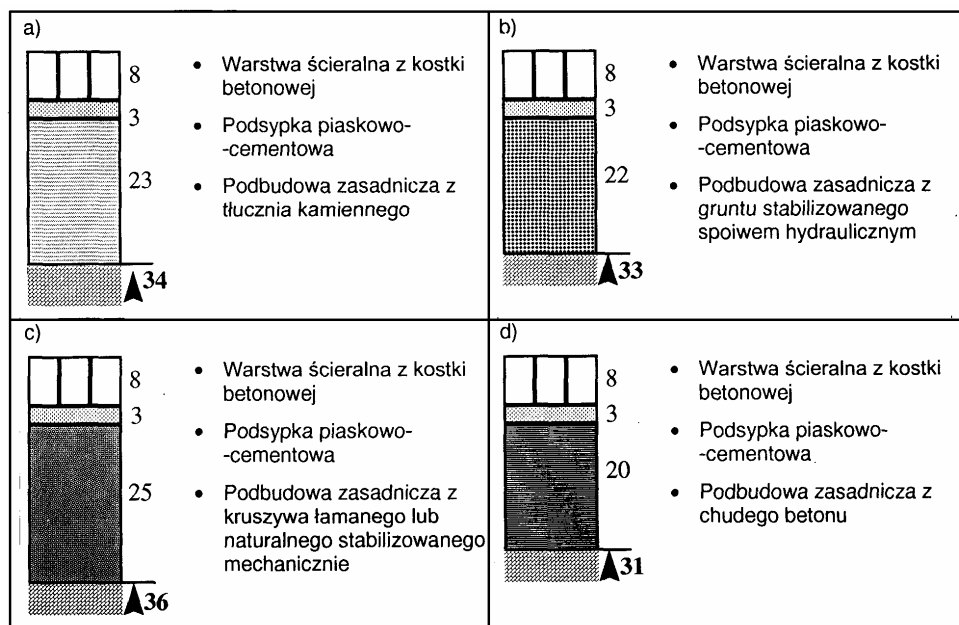 a)
8
3
23
34
• Warstwa ścieralna z kostki
betonowej
• Podsypka piaskowo-
-cementowa
• Podbudowa zasadnicza z
tłucznia kamiennego
b)
8
3
22
33
• Warstwa ścieralna z kostki
betonowej
• Podsypka piaskowo-
-cementowa
• Podbudowa zasadnicza z
gruntu stabilizowanego
spoiwem hydraulicznym
c)
8
3
25
36
• Warstwa ścieralna z kostki
betonowej
• Podsypka piaskowo-
-cementowa
• Podbudowa zasadnicza z
kruszywa łamanego lub
naturalnego stabilizowanego
mechanicznie
d)
8
3
20
31
• Warstwa ścieralna z kostki
betonowej
• Podsypka piaskowo-
-cementowa
• Podbudowa zasadnicza z
chudego betonu